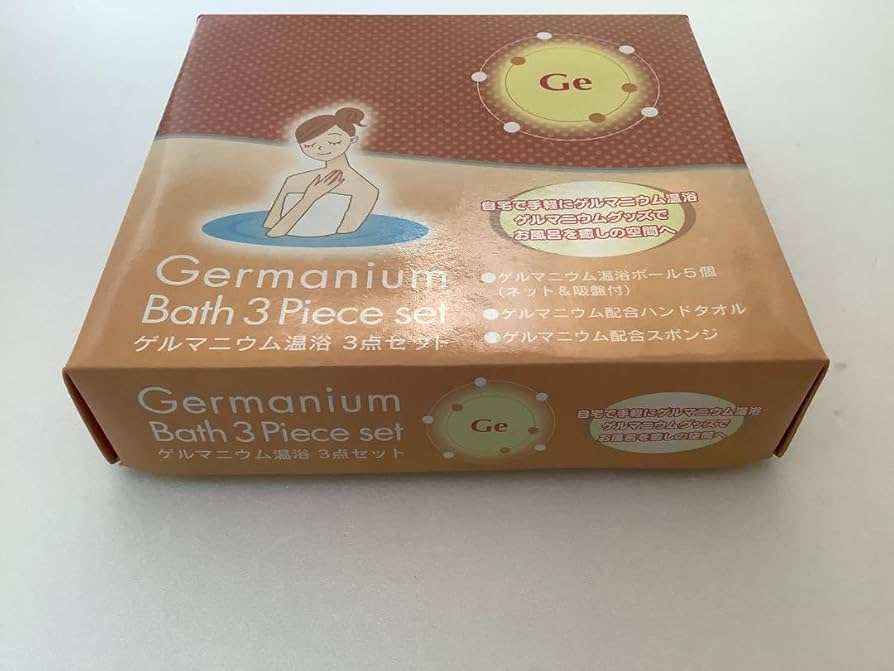 Ge
自宅で手軽にゲルマニウム温浴
ゲルマニウムグッズで
お風呂を癒しの空間へ
Germanium
Bath 3 Piece set
ゲルマニウム温浴 3点セット
●ゲルマニウム温浴ボール5個
(ネット&吸盤付)
●ゲルマニウム配合ハンドタオル
●ゲルマニウム配合スポンジ
Germanium
Bath 3 Piece set
ゲルマニウム温浴 3点セット
Ge
自宅で手軽にゲルマニウム温浴
ゲルマニウムグッズで
お風呂を癒しの空間へ